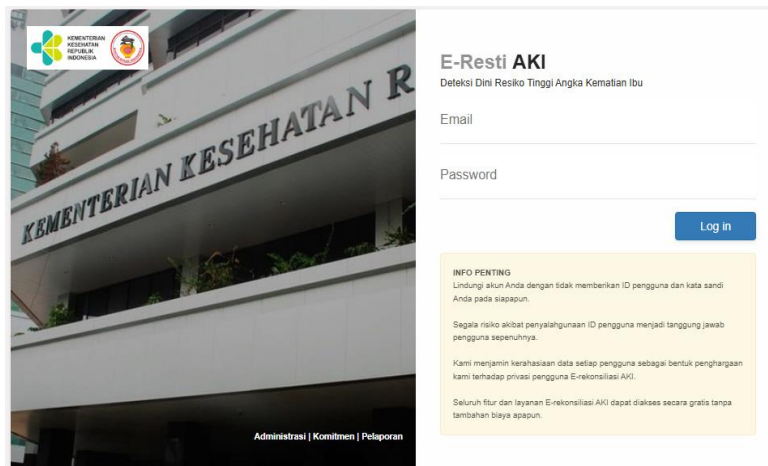 KEMENTERIAN
KESEHATAN
REPUBLIK
INDONESIA
KEMENTERIAN KESEHATAN R
Administrasi | Komitmen | Pelaporan
E-Resti AKI
Deteksi Dini Resiko Tinggi Angka Kematian Ibu
Email
Password
Log in
INFO PENTING
Lindungi akun Anda dengan tidak memberikan ID pengguna dan kata sandi
Anda pada siapapun.
Segala risiko akibat penyalahgunaan ID pengguna menjadi tanggung jawab
pengguna sepenuhnya.
Kami menjamin kerahasiaan data setiap pengguna sebagai bentuk penghargaan
kami terhadap privasi pengguna E-rekonsiliasi AKI.
Seluruh fitur dan layanan E-rekonsiliasi AKI dapat diakses secara gratis tanpa
tambahan biaya apapun.